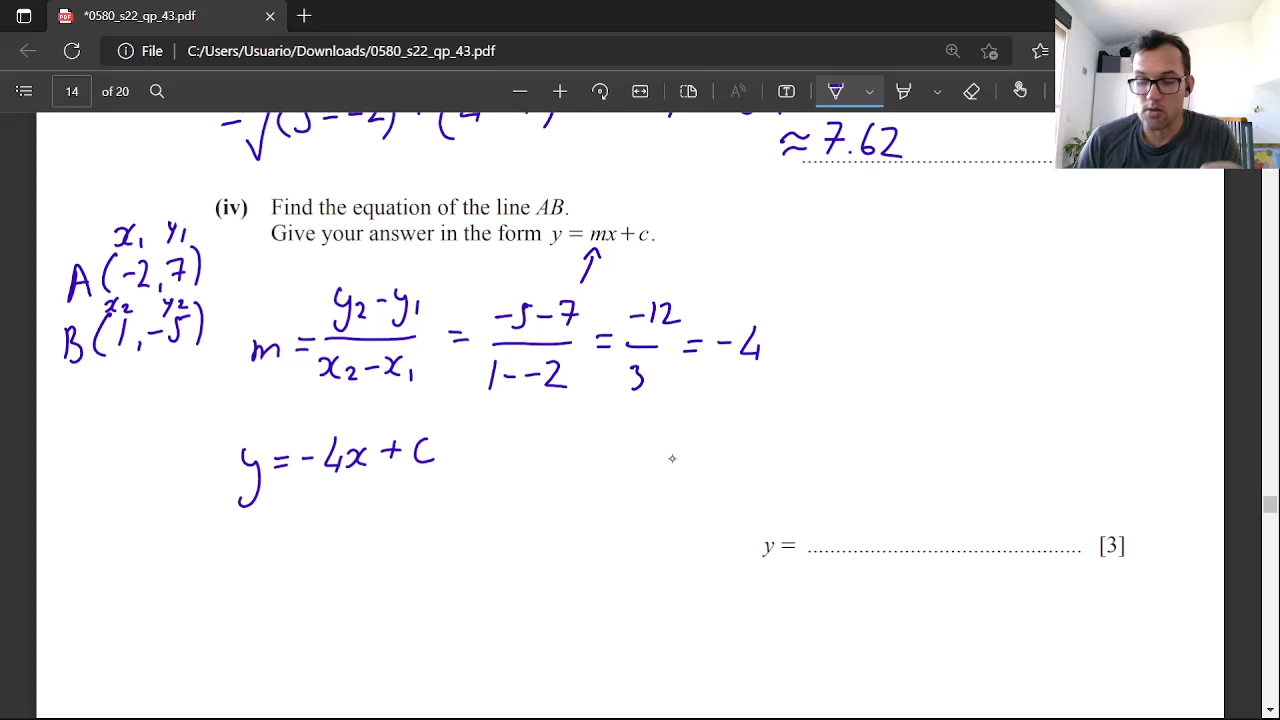 *0580_s22_qp_43.pdf
File C:/Users/Usuario/Downloads/0580_s22_qp_43.pdf
14 of 20
≈ 7.62
(iv) Find the equation of the line AB.
Give your answer in the form y = mx + c.
x₁ y₁
A(-2, 7)
x₂ y₂
B(1, -5)
m = (y₂ - y₁)/(x₂ - x₁) = (-5 - 7)/(1 - -2) = -12/3 = -4
y = -4x + c
y = .............................................. [3]